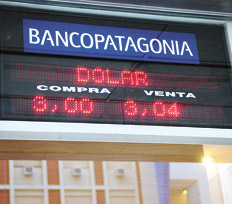 BANCOPATAGONIA
DOLAR
COMPRA VENTA
3,00 3,04